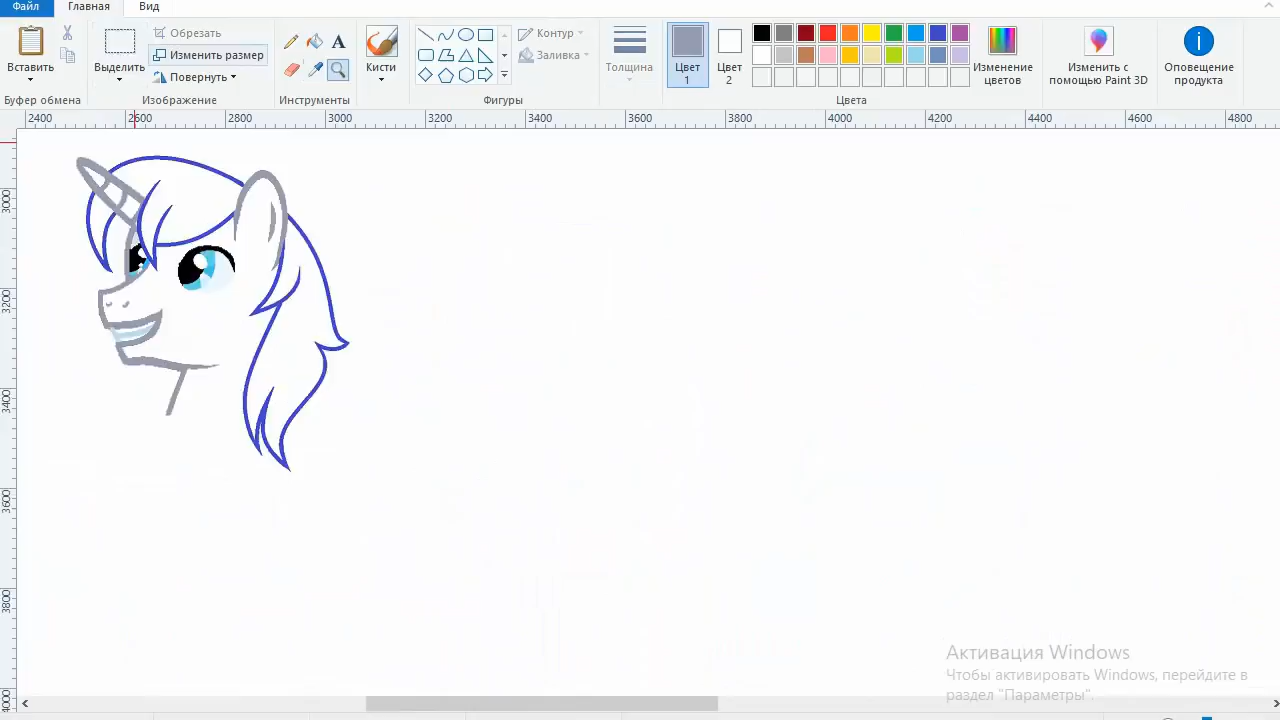 Файл Главная Вид
Вставить
Буфер обмена
Выделить
Обрезать
Изменить размер
Повернуть
Изображение
A
Инструменты
Кисти
Контур
Заливка
Фигуры
Толщина
Цвет
1
Цвет
2
Цвета
Изменение
цветов
Изменить с
помощью Paint 3D
Оповещение
продукта
2400 2600 2800 3000 3200 3400 3600 3800 4000 4200 4400 4600 4800
3000
3200
3400
3600
3800
4000
Активация Windows
Чтобы активировать Windows, перейдите в
раздел "Параметры".